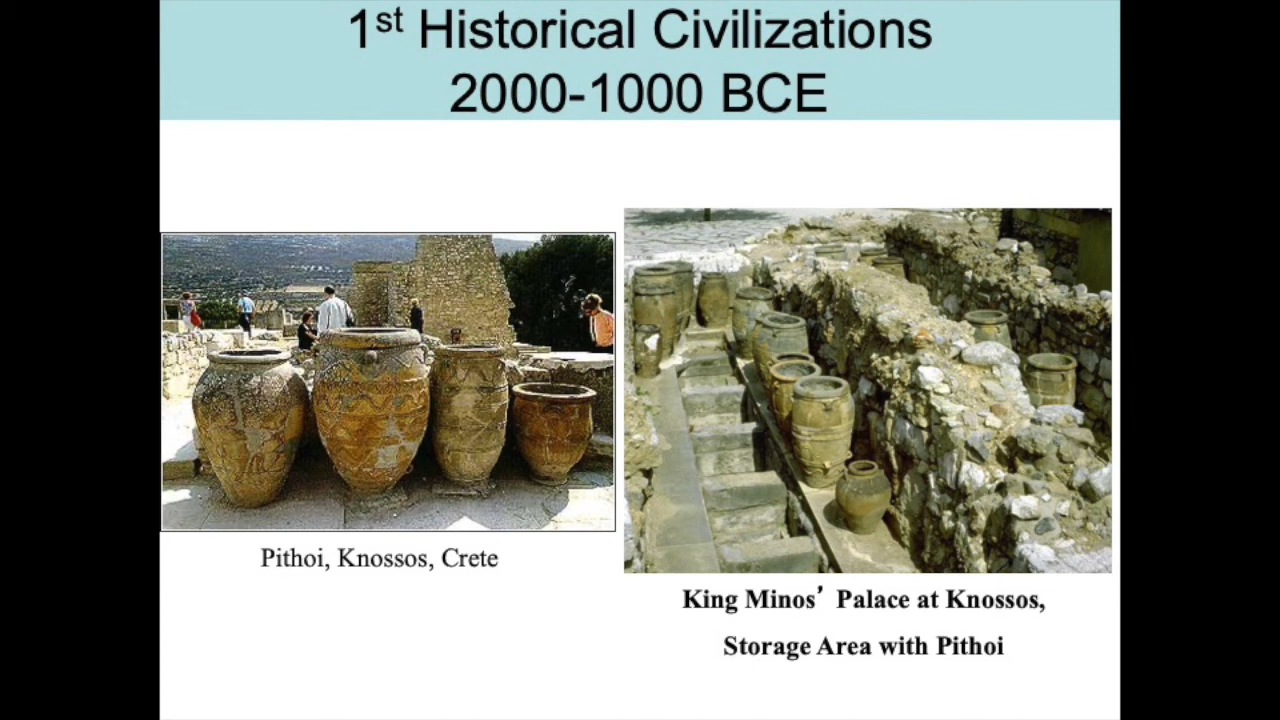 1st Historical Civilizations
2000-1000 BCE
Pithoi, Knossos, Crete
King Minos’ Palace at Knossos,
Storage Area with Pithoi